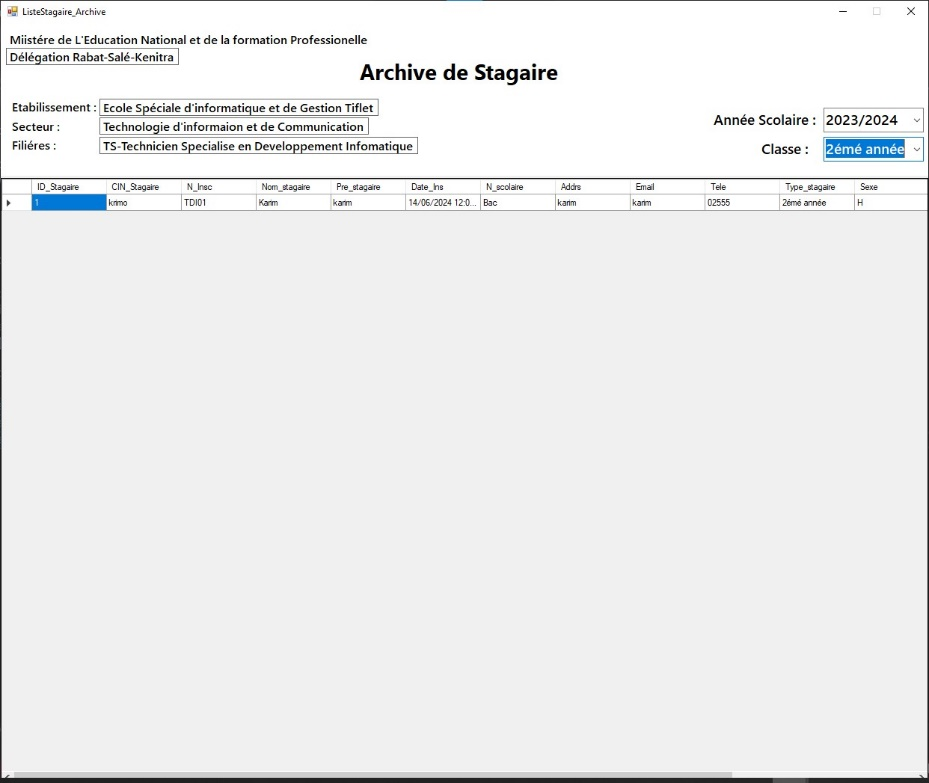 ListeStagaire_Archive
Miistére de L'Education National et de la formation Professionelle
Délégation Rabat-Salé-Kenitra
Archive de Stagaire
Etablissement : Ecole Spéciale d'informatique et de Gestion Tiflet
Année Scolaire : 2023/2024
Secteur : Technologie d'informaion et de Communication
Filiéres : TS-Technicien Specialise en Developpement Infomatique
Classe : 2émé année
ID_Stagaire CIN_Stagaire N_Insc Nom_stagaire Pre_stagaire Date_Ins N_scolaire Addrs Email Tele Type_stagaire Sexe
1 krimo TDI01 Karim karim 14/06/2024 12:0... Bac karim karim 02555 2émé année H